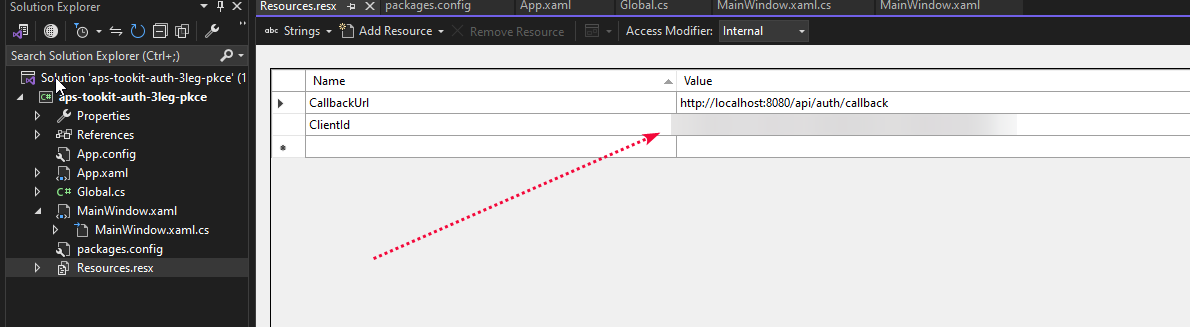 Solution Explorer
Search Solution Explorer (Ctrl+;)
Solution 'aps-tookit-auth-3leg-pkce' (1
aps-tookit-auth-3leg-pkce
Properties
References
App.config
App.xaml
C# Global.cs
MainWindow.xaml
MainWindow.xaml.cs
packages.config
Resources.resx
Resources.resx packages.config App.xaml Global.cs MainWindow.xaml.cs MainWindow.xaml
abc Strings Add Resource Remove Resource Access Modifier: Internal
Name Value
CallbackUrl http://localhost:8080/api/auth/callback
ClientId